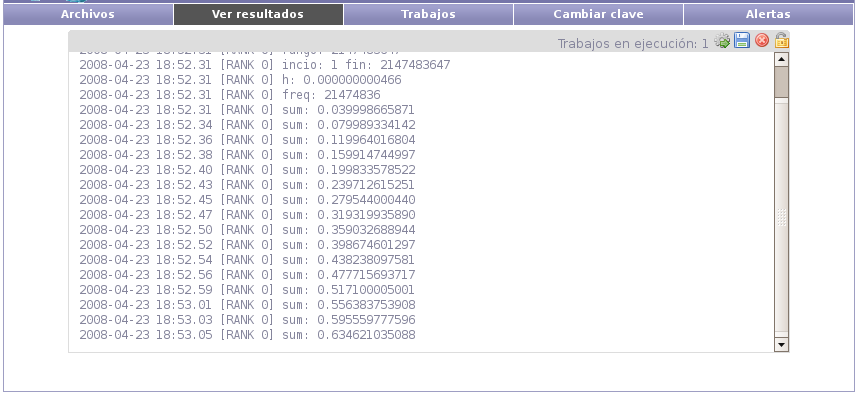 Archivos
Ver resultados
Trabajos
Cambiar clave
Alertas
Trabajos en ejecución: 1
2008-04-23 18:52.31 [RANK 0] rango: 2147483647
2008-04-23 18:52.31 [RANK 0] incio: 1 fin: 2147483647
2008-04-23 18:52.31 [RANK 0] h: 0.000000000466
2008-04-23 18:52.31 [RANK 0] freq: 21474836
2008-04-23 18:52.31 [RANK 0] sum: 0.039998665871
2008-04-23 18:52.34 [RANK 0] sum: 0.079989334142
2008-04-23 18:52.36 [RANK 0] sum: 0.119964016804
2008-04-23 18:52.38 [RANK 0] sum: 0.159914744997
2008-04-23 18:52.40 [RANK 0] sum: 0.199833578522
2008-04-23 18:52.43 [RANK 0] sum: 0.239712615251
2008-04-23 18:52.45 [RANK 0] sum: 0.279544000440
2008-04-23 18:52.47 [RANK 0] sum: 0.319319935890
2008-04-23 18:52.50 [RANK 0] sum: 0.359032688944
2008-04-23 18:52.52 [RANK 0] sum: 0.398674601297
2008-04-23 18:52.54 [RANK 0] sum: 0.438238097581
2008-04-23 18:52.56 [RANK 0] sum: 0.477715693717
2008-04-23 18:52.59 [RANK 0] sum: 0.517100005001
2008-04-23 18:53.01 [RANK 0] sum: 0.556383753908
2008-04-23 18:53.03 [RANK 0] sum: 0.595559777596
2008-04-23 18:53.05 [RANK 0] sum: 0.634621035088